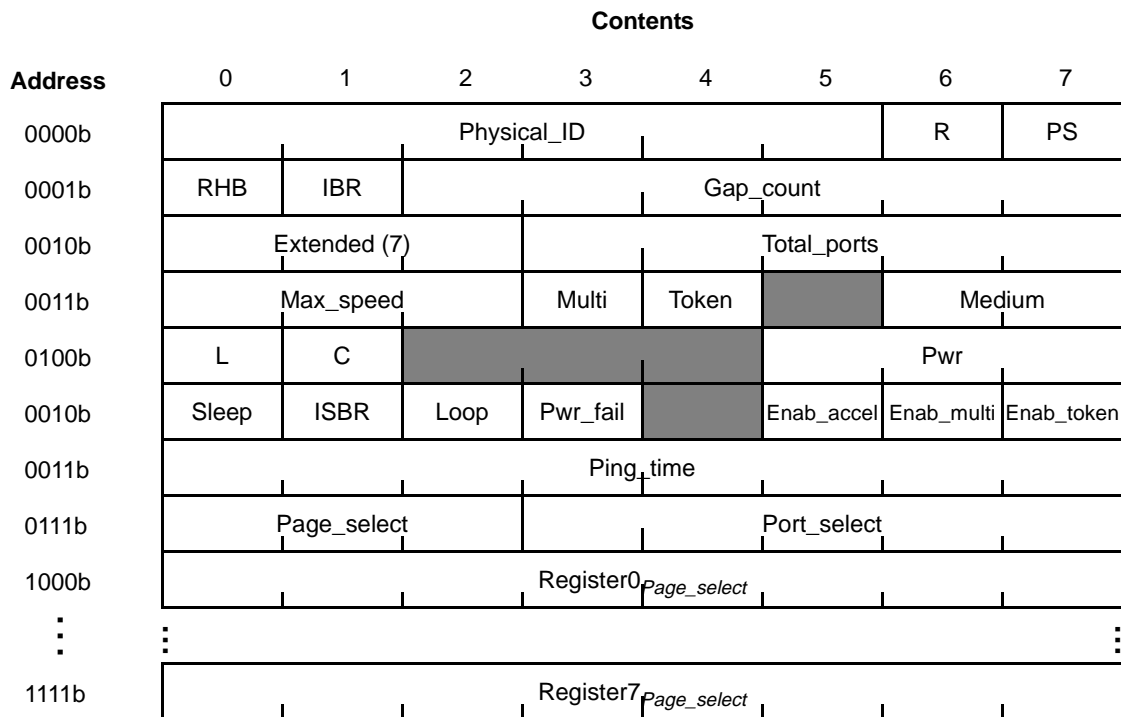 Contents
Address 0 1 2 3 4 5 6 7
0000b Physical_ID R PS
0001b RHB IBR Gap_count
0010b Extended (7) Total_ports
0011b Max_speed Multi Token Medium
0100b L C Pwr
0010b Sleep ISBR Loop Pwr_fail Enab_accel Enab_multi Enab_token
0011b Ping_time
0111b Page_select Port_select
1000b Register0Page_select
1111b Register7Page_select